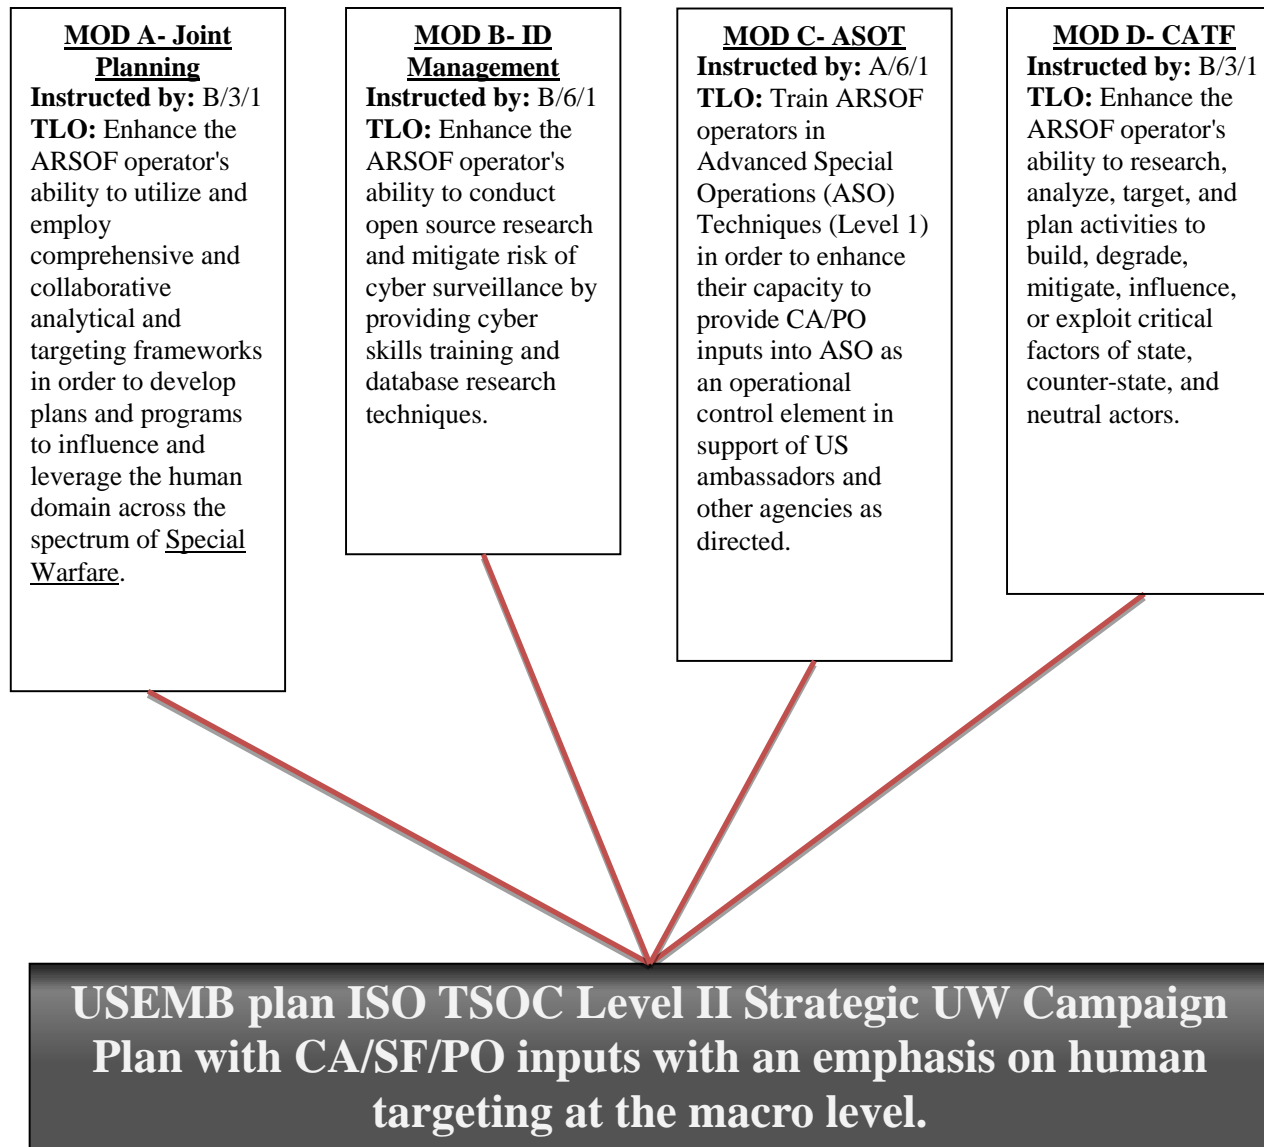 MOD A- Joint
Planning
Instructed by: B/3/1
TLO: Enhance the
ARSOF operator's
ability to utilize and
employ
comprehensive and
collaborative
analytical and
targeting frameworks
in order to develop
plans and programs
to influence and
leverage the human
domain across the
spectrum of Special
Warfare.
MOD B- ID
Management
Instructed by: B/6/1
TLO: Enhance the
ARSOF operator's
ability to conduct
open source research
and mitigate risk of
cyber surveillance by
providing cyber
skills training and
database research
techniques.
MOD C- ASOT
Instructed by: A/6/1
TLO: Train ARSOF
operators in
Advanced Special
Operations (ASO)
Techniques (Level 1)
in order to enhance
their capacity to
provide CA/PO
inputs into ASO as
an operational
control element in
support of US
ambassadors and
other agencies as
directed.
MOD D- CATF
Instructed by: B/3/1
TLO: Enhance the
ARSOF operator's
ability to research,
analyze, target, and
plan activities to
build, degrade,
mitigate, influence,
or exploit critical
factors of state,
counter-state, and
neutral actors.
USEMB plan ISO TSOC Level II Strategic UW Campaign
Plan with CA/SF/PO inputs with an emphasis on human
targeting at the macro level.